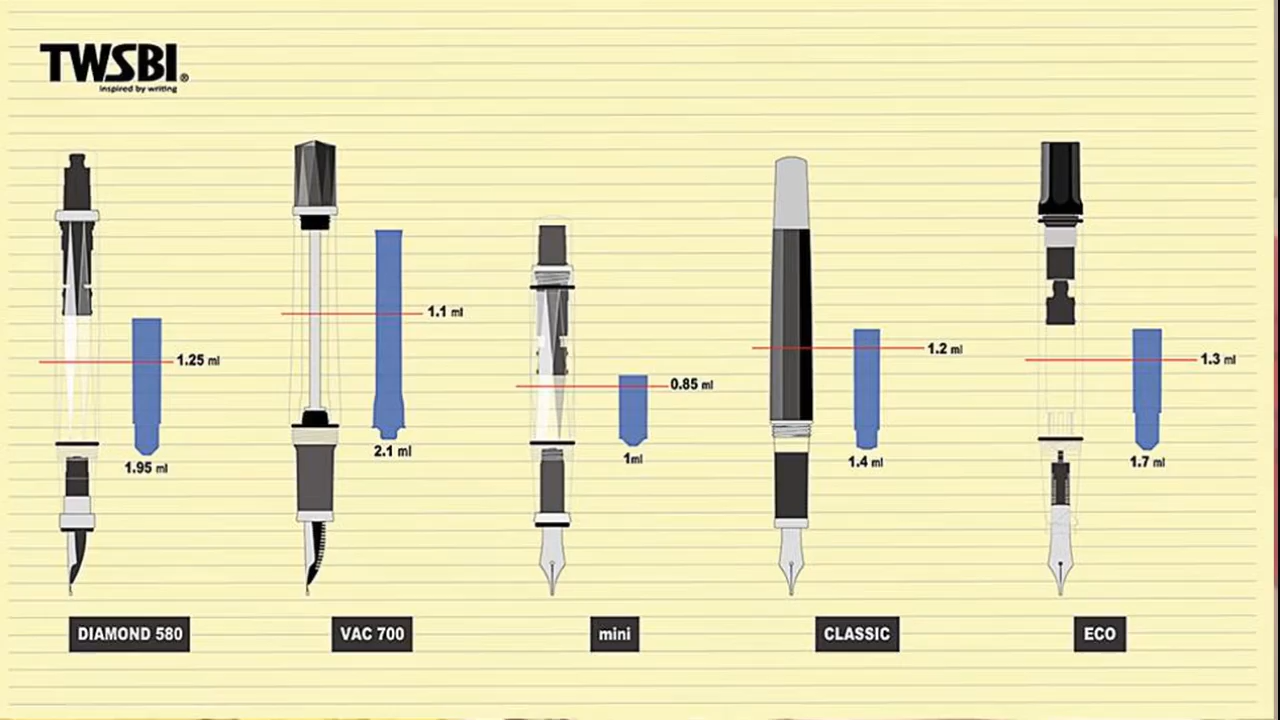 TWSBI®
inspired by writing
1.25 ml
1.95 ml
1.1 ml
2.1 ml
0.85 ml
1ml
1.2 ml
1.4 ml
1.3 ml
1.7 ml
DIAMOND 580
VAC 700
mini
CLASSIC
ECO